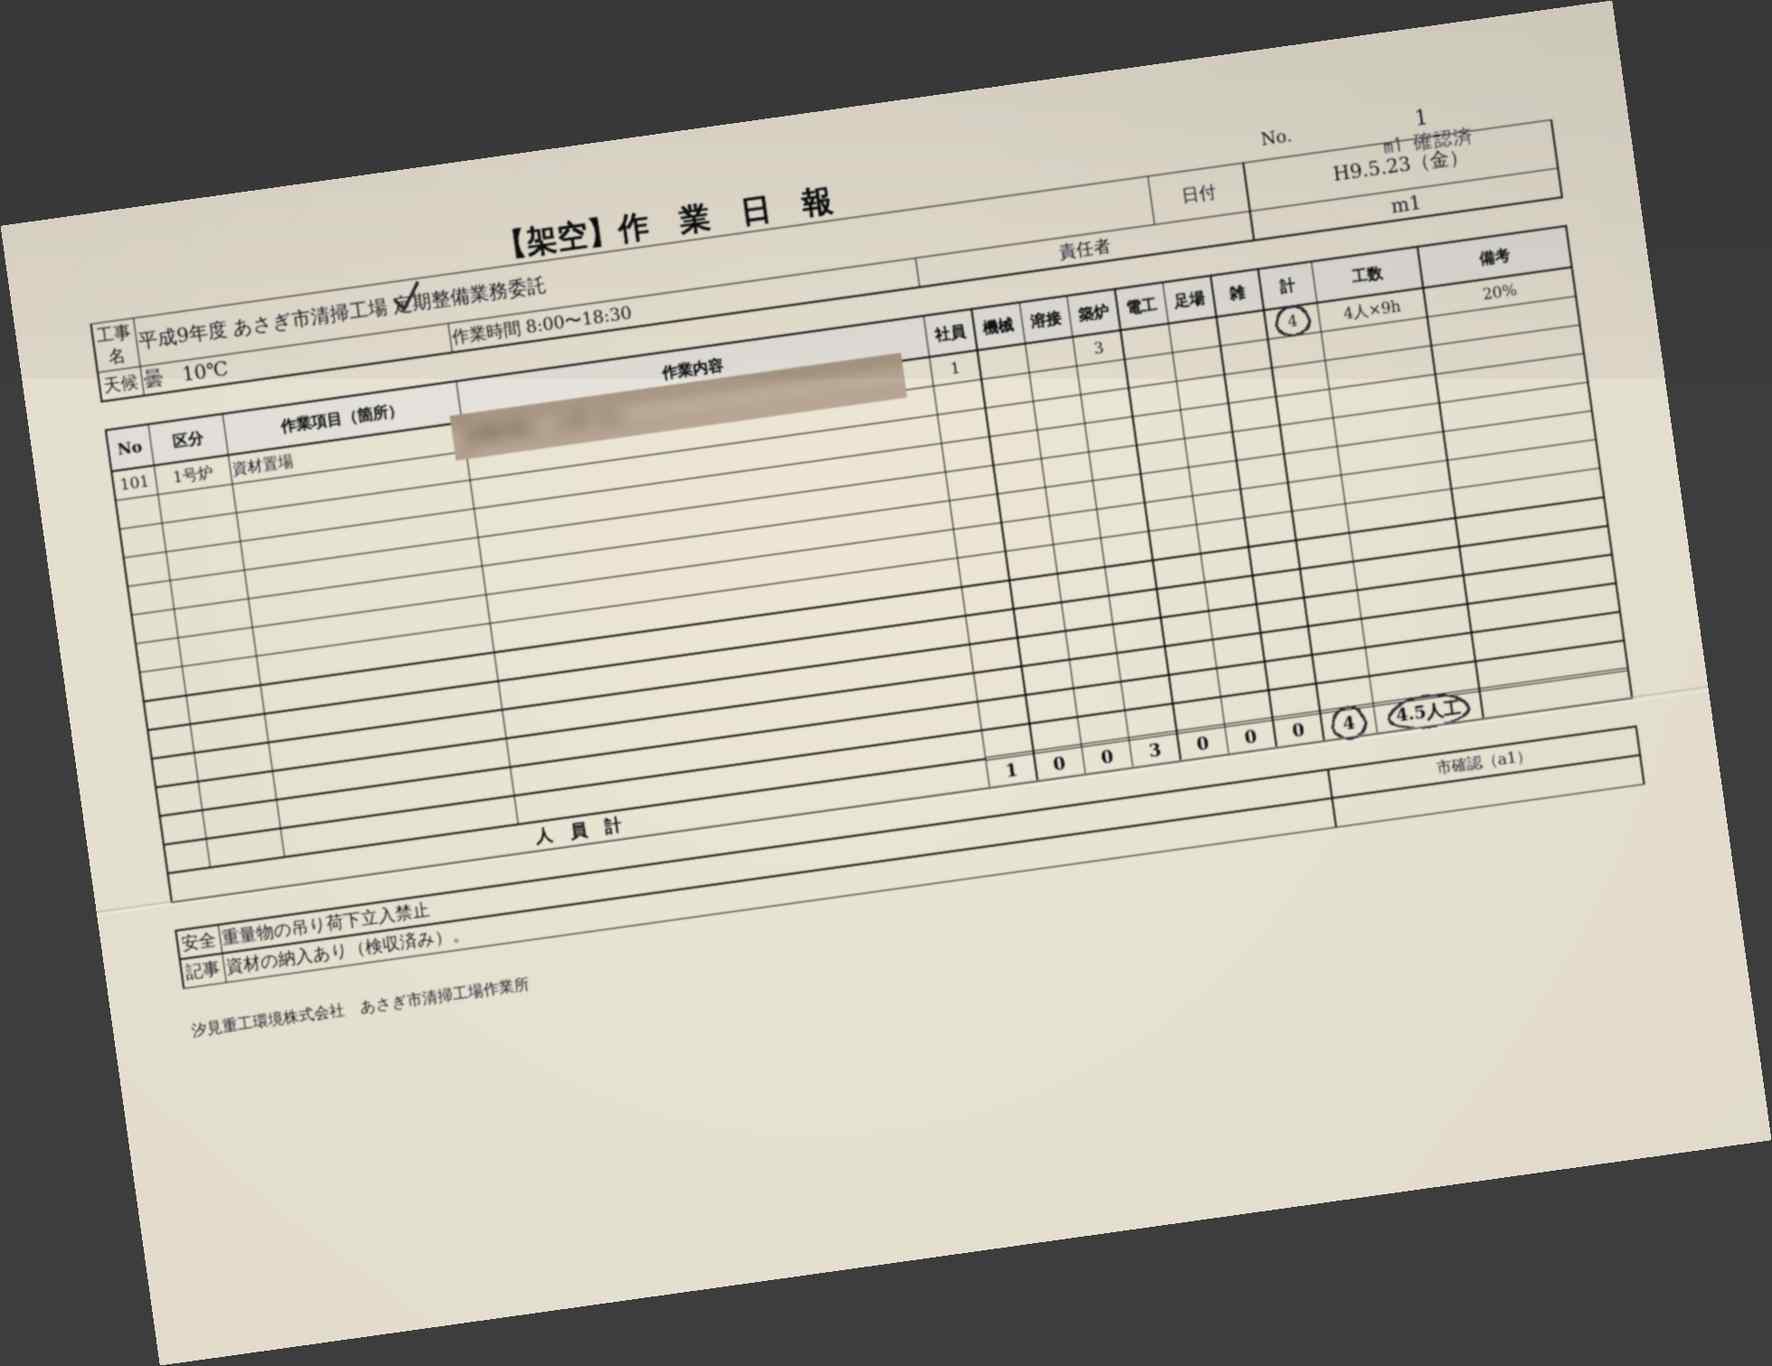 No. 1
m1 確認済
【架空】作 業 日 報
工事名 平成9年度 あさぎ市清掃工場 定期整備業務委託 日付 H9.5.23（金）
天候 曇 10℃ 作業時間 8:00〜18:30 責任者 m1
No 区分 作業項目（箇所） 作業内容 社員 機械 溶接 築炉 電工 足場 雑 計 工数 備考
101 1号炉 資材置場 1 3 4 4人×9h 20%
人 員 計 1 0 0 3 0 0 0 4 4.5人工
市確認（a1）
安全 重量物の吊り荷下立入禁止
記事 資材の納入あり（検収済み）。
汐見重工環境株式会社 あさぎ市清掃工場作業所